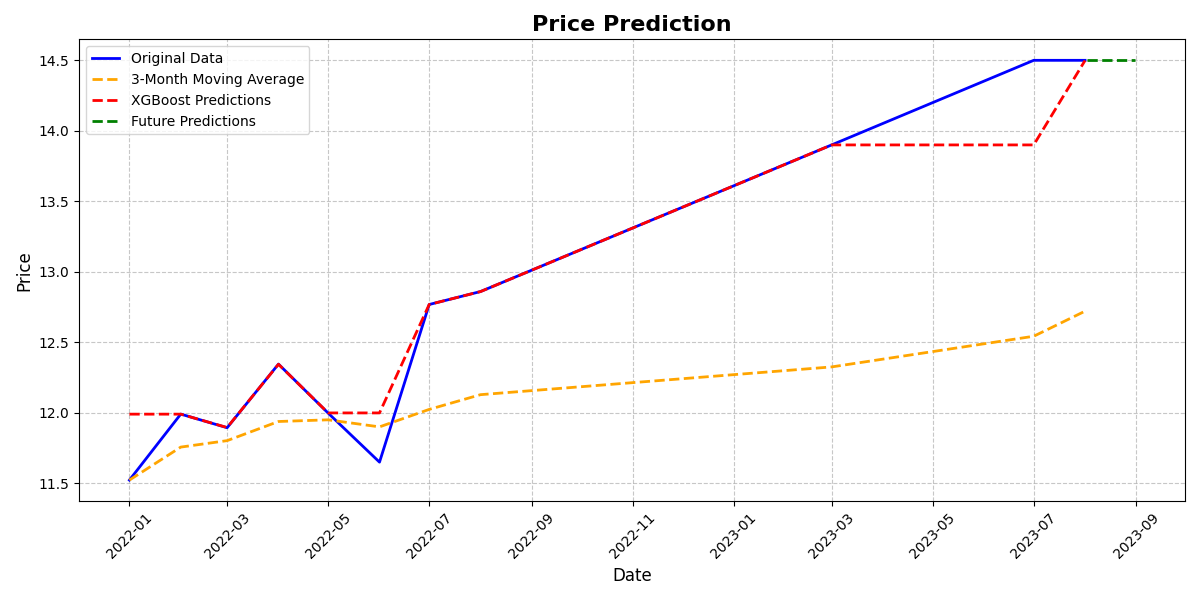 Price Prediction
Original Data
3-Month Moving Average
XGBoost Predictions
Future Predictions
Price
14.5
14.0
13.5
13.0
12.5
12.0
11.5
2022-01
2022-03
2022-05
2022-07
2022-09
2022-11
2023-01
2023-03
2023-05
2023-07
2023-09
Date